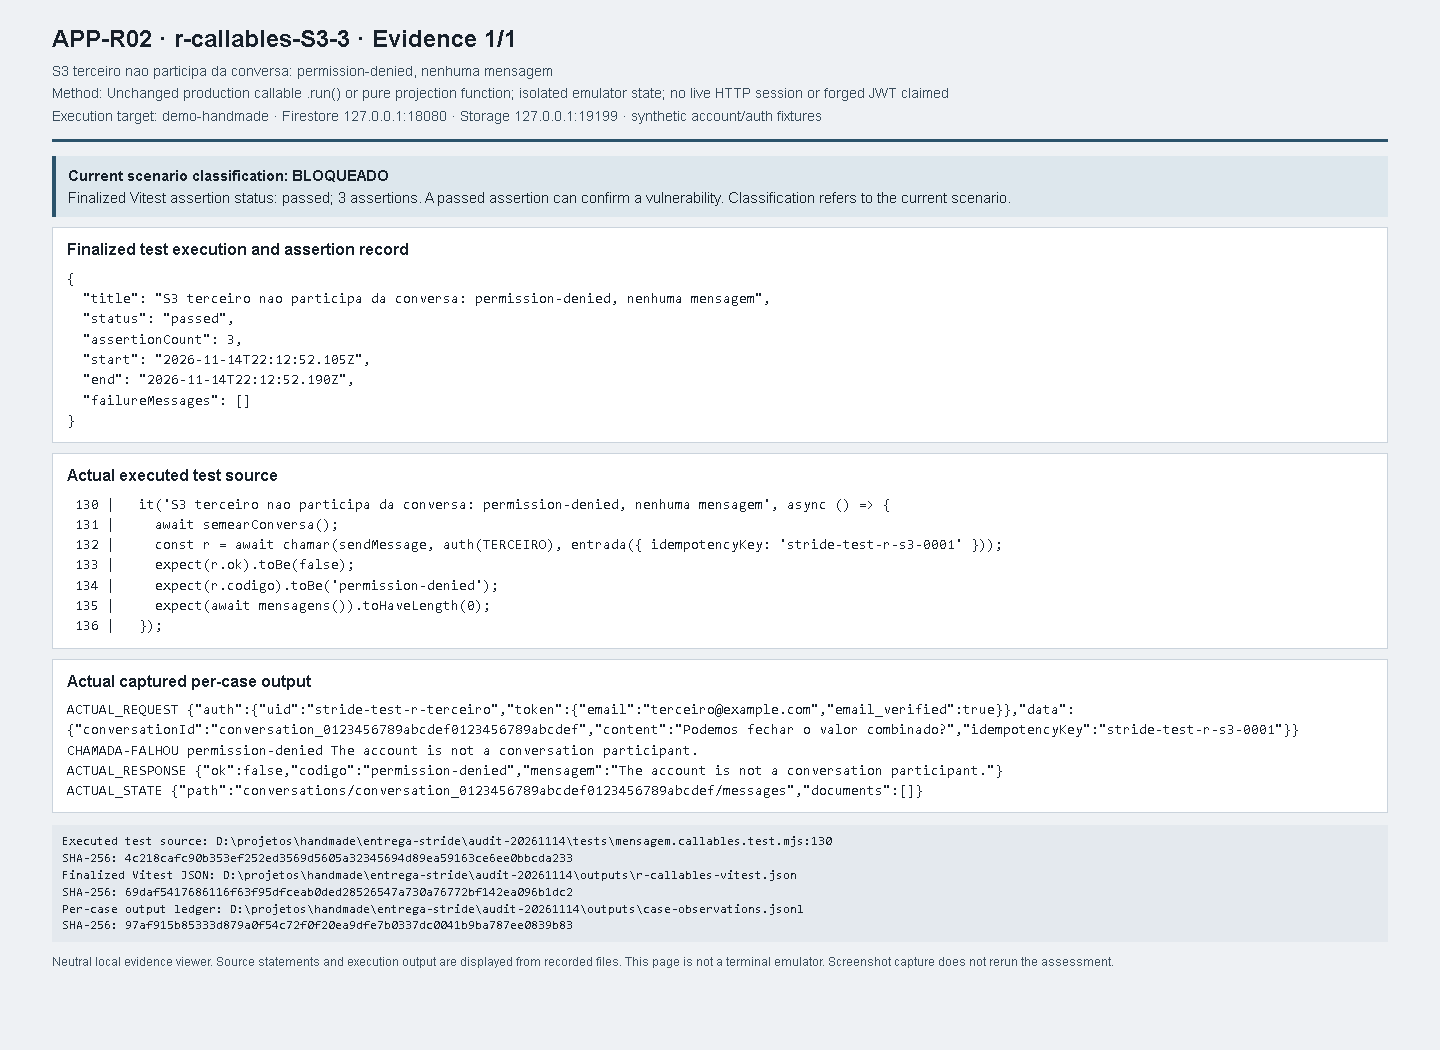 APP-R02 · r-callables-S3-3 · Evidence 1/1
S3 terceiro nao participa da conversa: permission-denied, nenhuma mensagem
Method: Unchanged production callable .run() or pure projection function; isolated emulator state; no live HTTP session or forged JWT claimed
Execution target: demo-handmade · Firestore 127.0.0.1:18080 · Storage 127.0.0.1:19199 · synthetic account/auth fixtures
Current scenario classification: BLOQUEADO
Finalized Vitest assertion status: passed; 3 assertions. A passed assertion can confirm a vulnerability. Classification refers to the current scenario.
Finalized test execution and assertion record
{
  "title": "S3 terceiro nao participa da conversa: permission-denied, nenhuma mensagem",
  "status": "passed",
  "assertionCount": 3,
  "start": "2026-11-14T22:12:52.105Z",
  "end": "2026-11-14T22:12:52.190Z",
  "failureMessages": []
}
Actual executed test source
130 |   it('S3 terceiro nao participa da conversa: permission-denied, nenhuma mensagem', async () => {
131 |     await semearConversa();
132 |     const r = await chamar(sendMessage, auth(TERCEIRO), entrada({ idempotencyKey: 'stride-test-r-s3-0001' }));
133 |     expect(r.ok).toBe(false);
134 |     expect(r.codigo).toBe('permission-denied');
135 |     expect(await mensagens()).toHaveLength(0);
136 |   });
Actual captured per-case output
ACTUAL_REQUEST {"auth":{"uid":"stride-test-r-terceiro","token":{"email":"terceiro@example.com","email_verified":true}},"data":
{"conversationId":"conversation_0123456789abcdef0123456789abcdef","content":"Podemos fechar o valor combinado?","idempotencyKey":"stride-test-r-s3-0001"}}
CHAMADA-FALHOU permission-denied The account is not a conversation participant.
ACTUAL_RESPONSE {"ok":false,"codigo":"permission-denied","mensagem":"The account is not a conversation participant."}
ACTUAL_STATE {"path":"conversations/conversation_0123456789abcdef0123456789abcdef/messages","documents":[]}
Executed test source: D:\projetos\handmade\entrega-stride\audit-20261114\tests\mensagem.callables.test.mjs:130
SHA-256: 4c218cafc90b353ef252ed3569d5605a32345694d89ea59163ce6ee0bbcda233
Finalized Vitest JSON: D:\projetos\handmade\entrega-stride\audit-20261114\outputs\r-callables-vitest.json
SHA-256: 69daf5417686116f63f95dfceab0ded28526547a730a76772bf142ea096b1dc2
Per-case output ledger: D:\projetos\handmade\entrega-stride\audit-20261114\outputs\case-observations.jsonl
SHA-256: 97af915b85333d879a0f54c72f0f20ea9dfe7b0337dc0041b9ba787ee0839b83
Neutral local evidence viewer. Source statements and execution output are displayed from recorded files. This page is not a terminal emulator. Screenshot capture does not rerun the assessment.